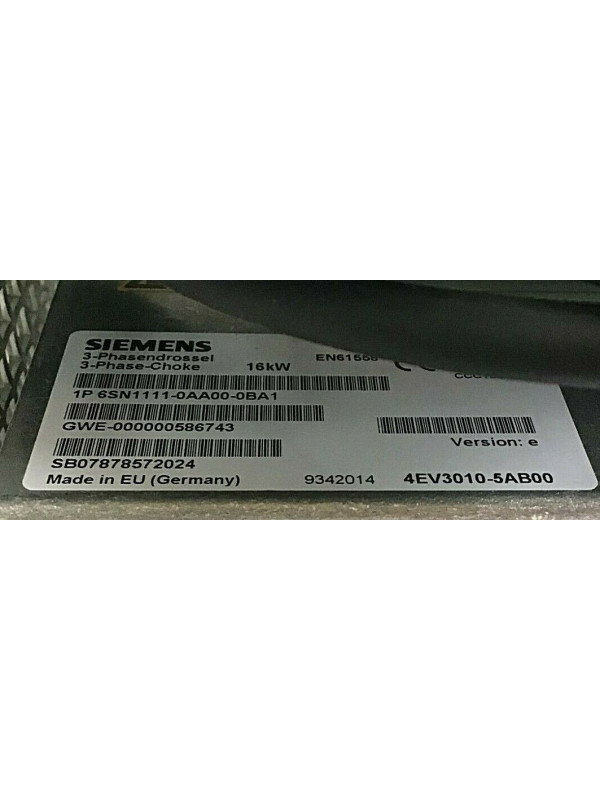 SIEMENS
3-Phasendrossel
3-Phase-Choke 16kW
1P 6SN1111-0AA00-0BA1
GWE-000000586743
Version: e
SB07878572024
Made in EU (Germany) 9342014 4EV3010-5AB00